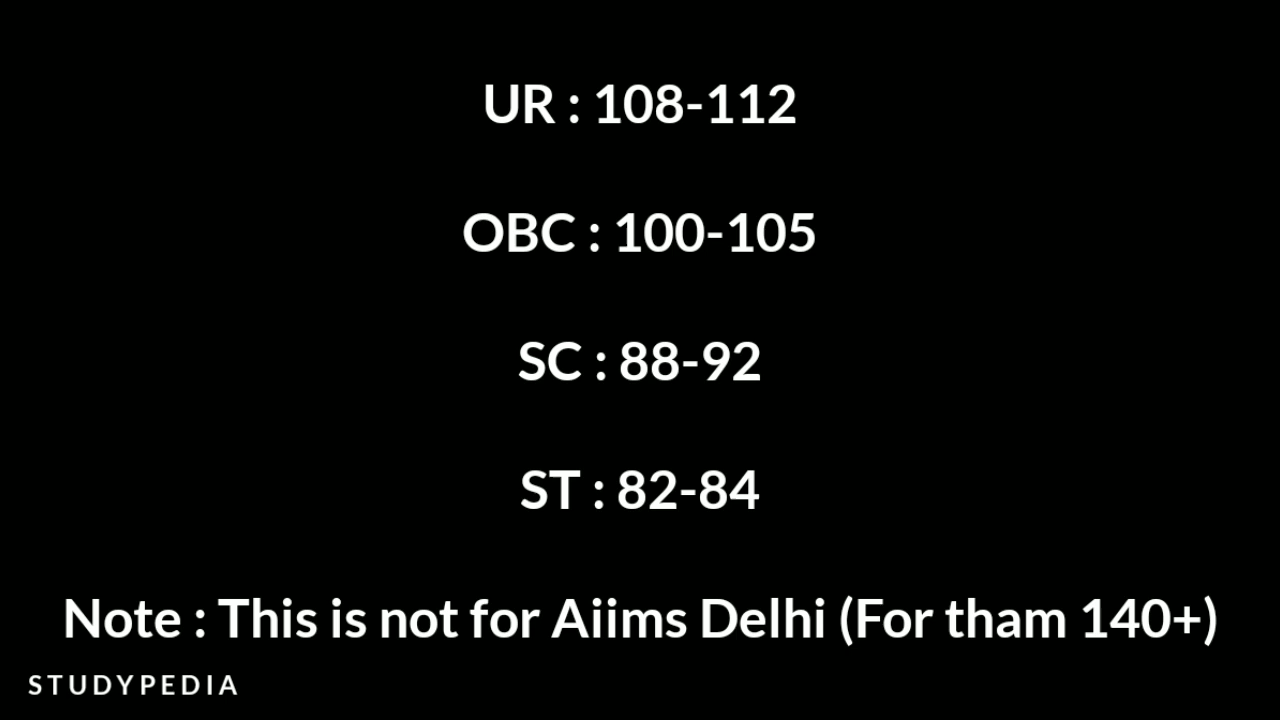 UR : 108-112
OBC : 100-105
SC : 88-92
ST : 82-84
Note : This is not for Aiims Delhi (For tham 140+)
STUDYPEDIA